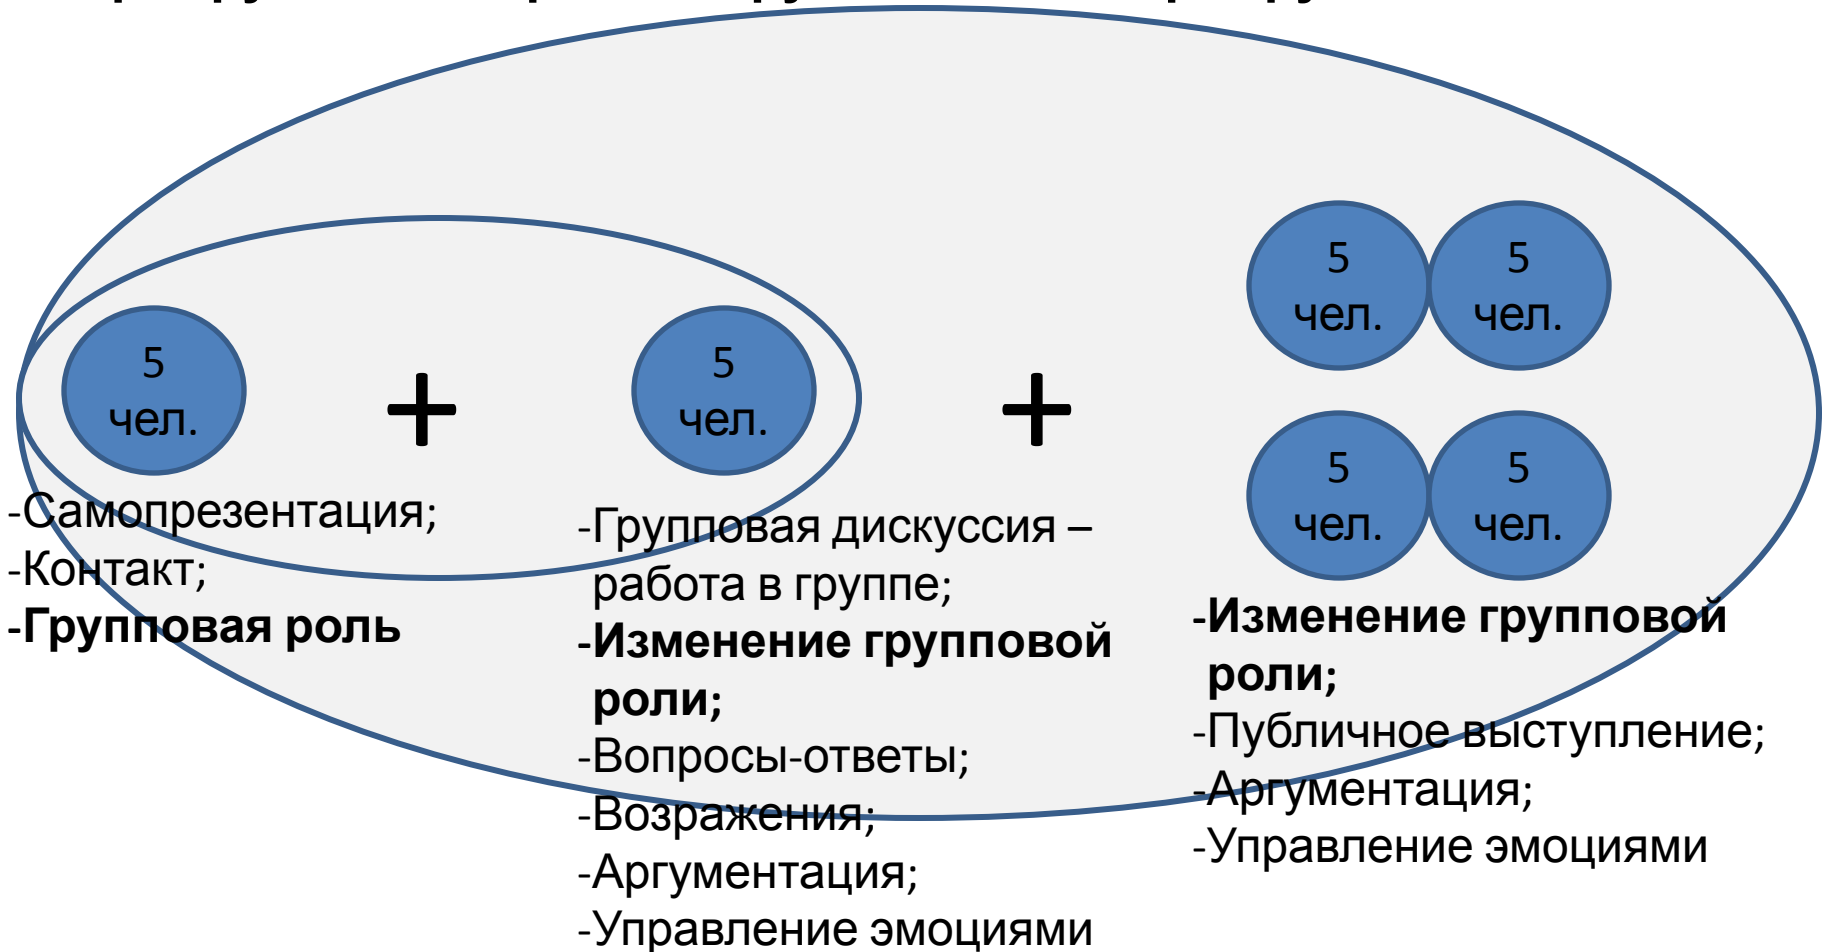 5
чел.
+
5
чел.
+
5
чел.
5
чел.
5
чел.
5
чел.
-Самопрезентация;
-Контакт;
-Групповая роль
-Групповая дискуссия –
работа в группе;
-Изменение групповой
роли;
-Вопросы-ответы;
-Возражения;
-Аргументация;
-Управление эмоциями
-Изменение групповой
роли;
-Публичное выступление;
-Аргументация;
-Управление эмоциями